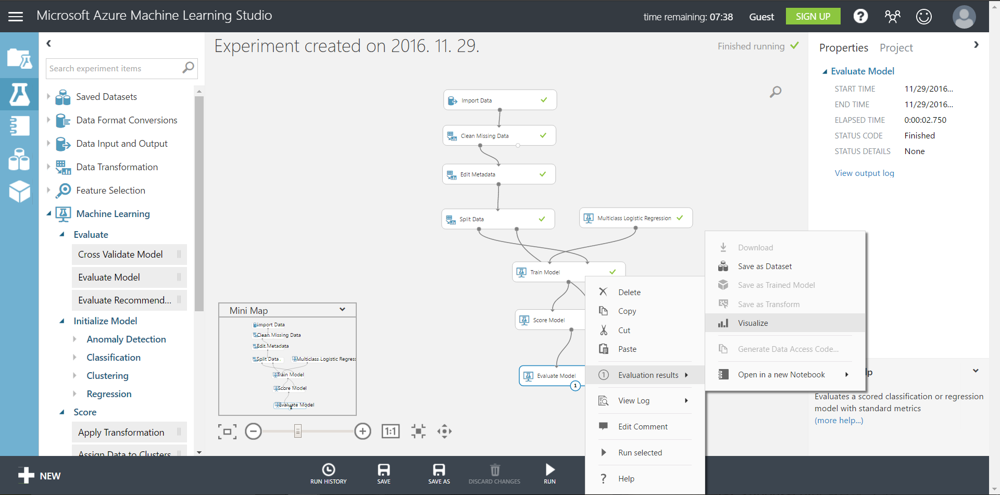 Microsoft Azure Machine Learning Studio
time remaining: 07:38
Guest
SIGN UP
?
Search experiment items
Saved Datasets
Data Format Conversions
Data Input and Output
Data Transformation
Feature Selection
Machine Learning
Evaluate
Cross Validate Model
Evaluate Model
Evaluate Recommend...
Initialize Model
Anomaly Detection
Classification
Clustering
Regression
Score
Apply Transformation
Assign Data to Clusters
Experiment created on 2016. 11. 29.
Finished running
Import Data
Clean Missing Data
Edit Metadata
Split Data
Multiclass Logistic Regression
Train Model
Score Model
Evaluate Model
1
Mini Map
Import Data
Clean Missing Data
Edit Metadata
Split Data
Multiclass Logistic Regress
Train Model
Score Model
Evaluate Model
1
1:1
Delete
Copy
Cut
Paste
1 Evaluation results
View Log
Edit Comment
Run selected
? Help
Download
Save as Dataset
Save as Trained Model
Save as Transform
Visualize
Generate Data Access Code...
Open in a new Notebook
Properties Project
Evaluate Model
START TIME 11/29/2016...
END TIME 11/29/2016...
ELAPSED TIME 0:00:02.750
STATUS CODE Finished
STATUS DETAILS None
View output log
lp
Evaluates a scored classification or regression
model with standard metrics
(more help...)
NEW
RUN HISTORY
SAVE
SAVE AS
DISCARD CHANGES
RUN